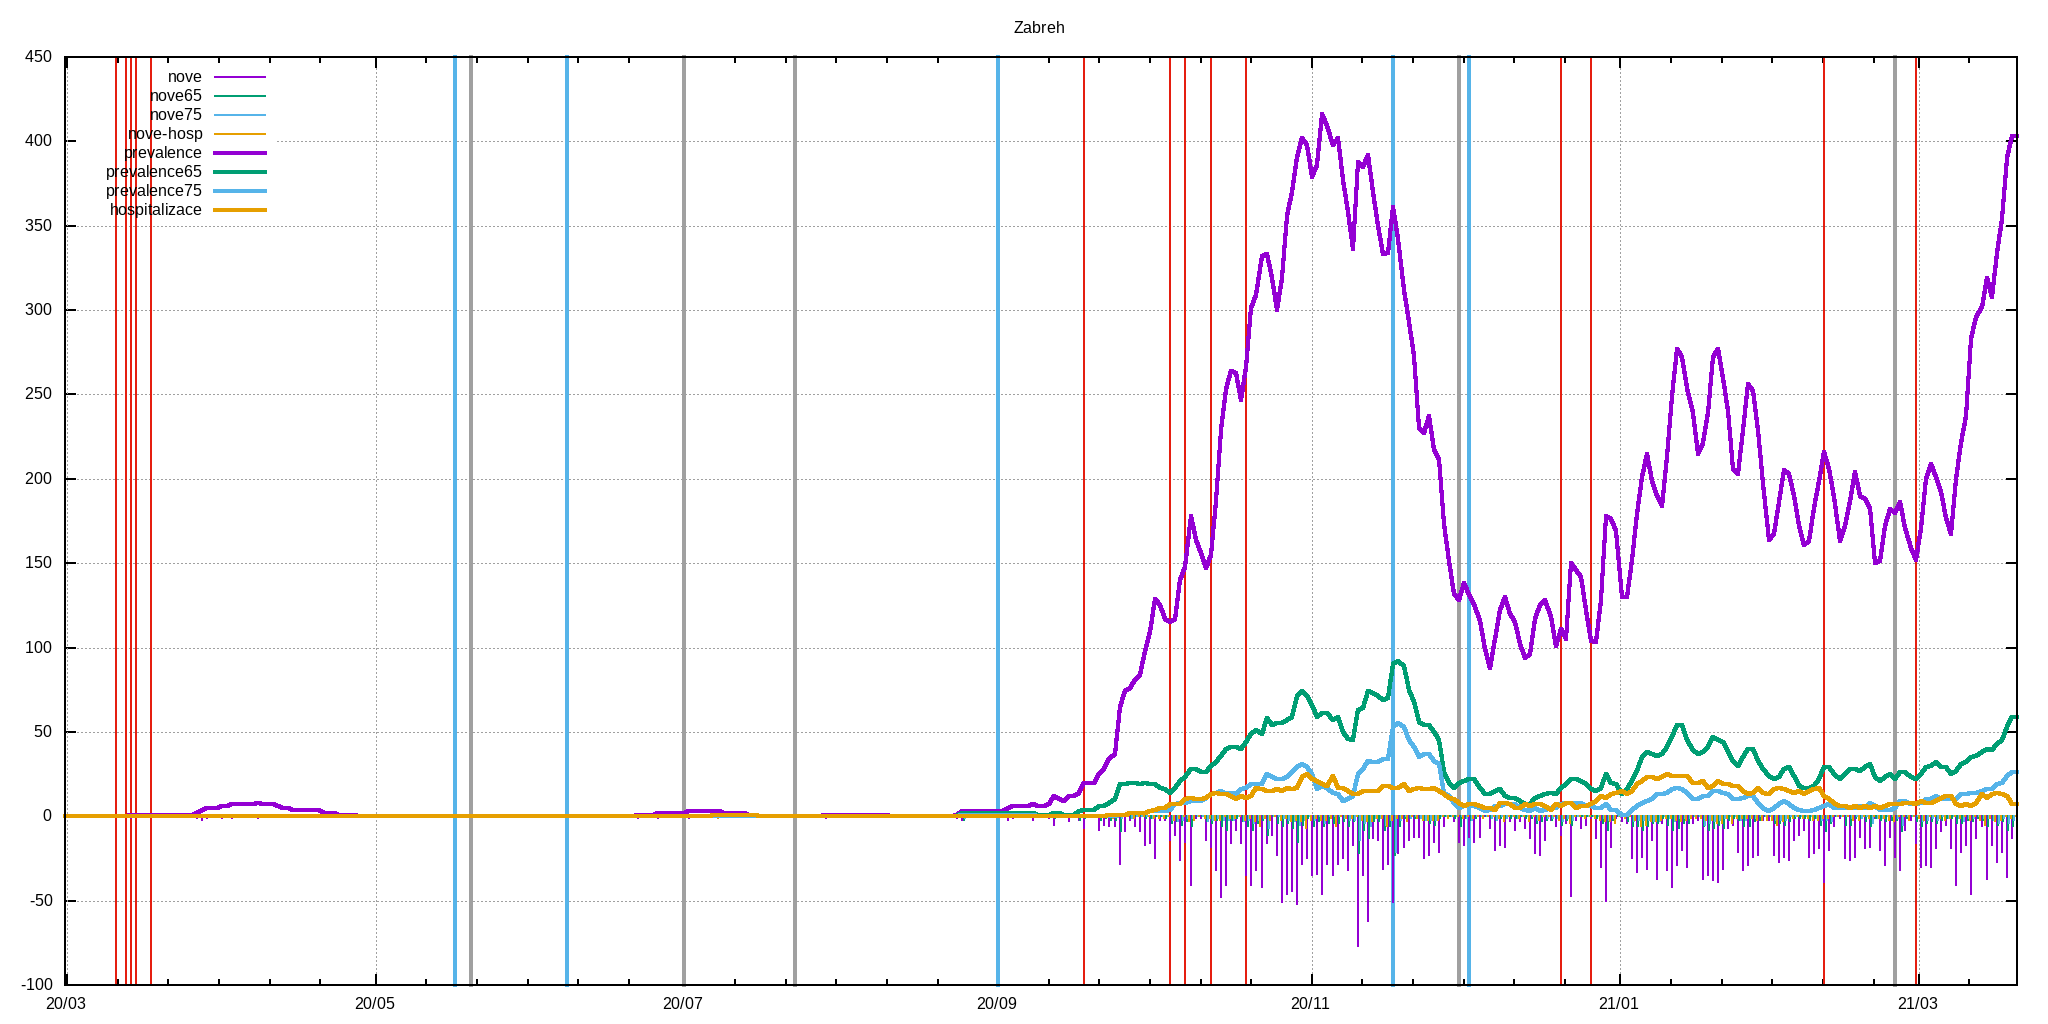 Zabreh
450
400
350
300
250
200
150
100
50
0
-50
-100
nove
nove65
nove75
nove-hosp
prevalence
prevalence65
prevalence75
hospitalizace
20/03
20/05
20/07
20/09
20/11
21/01
21/03